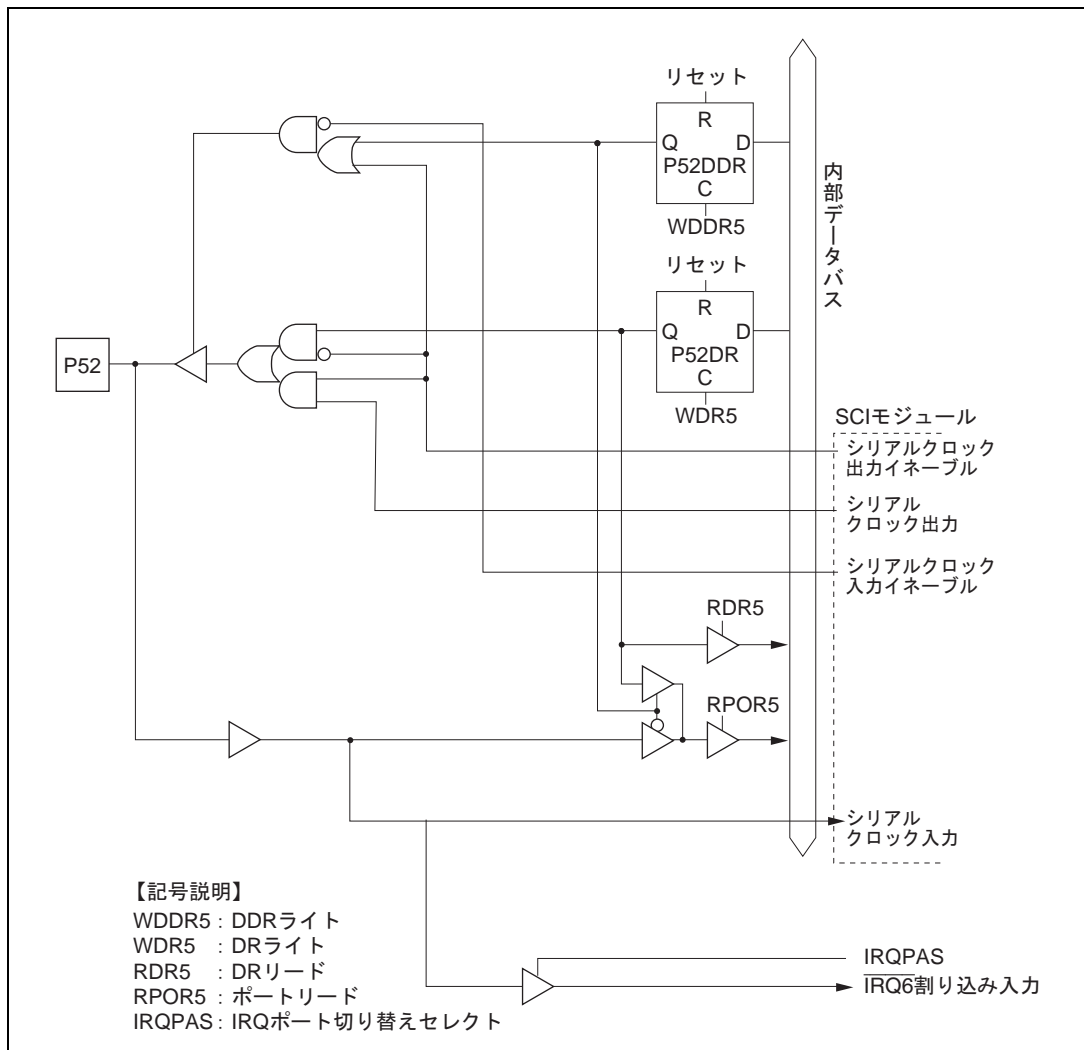 リセット
R
Q D
P52DDR
C
WDDR5
内部データバス
リセット
R
Q D
P52DR
C
WDR5
P52
SCIモジュール
シリアルクロック
出力イネーブル
シリアル
クロック出力
シリアルクロック
入力イネーブル
RDR5
RPOR5
シリアル
クロック入力
【記号説明】
WDDR5 : DDRライト
WDR5 : DRライト
RDR5 : DRリード
RPOR5 : ポートリード
IRQPAS : IRQポート切り替えセレクト
IRQPAS
IRQ6割り込み入力